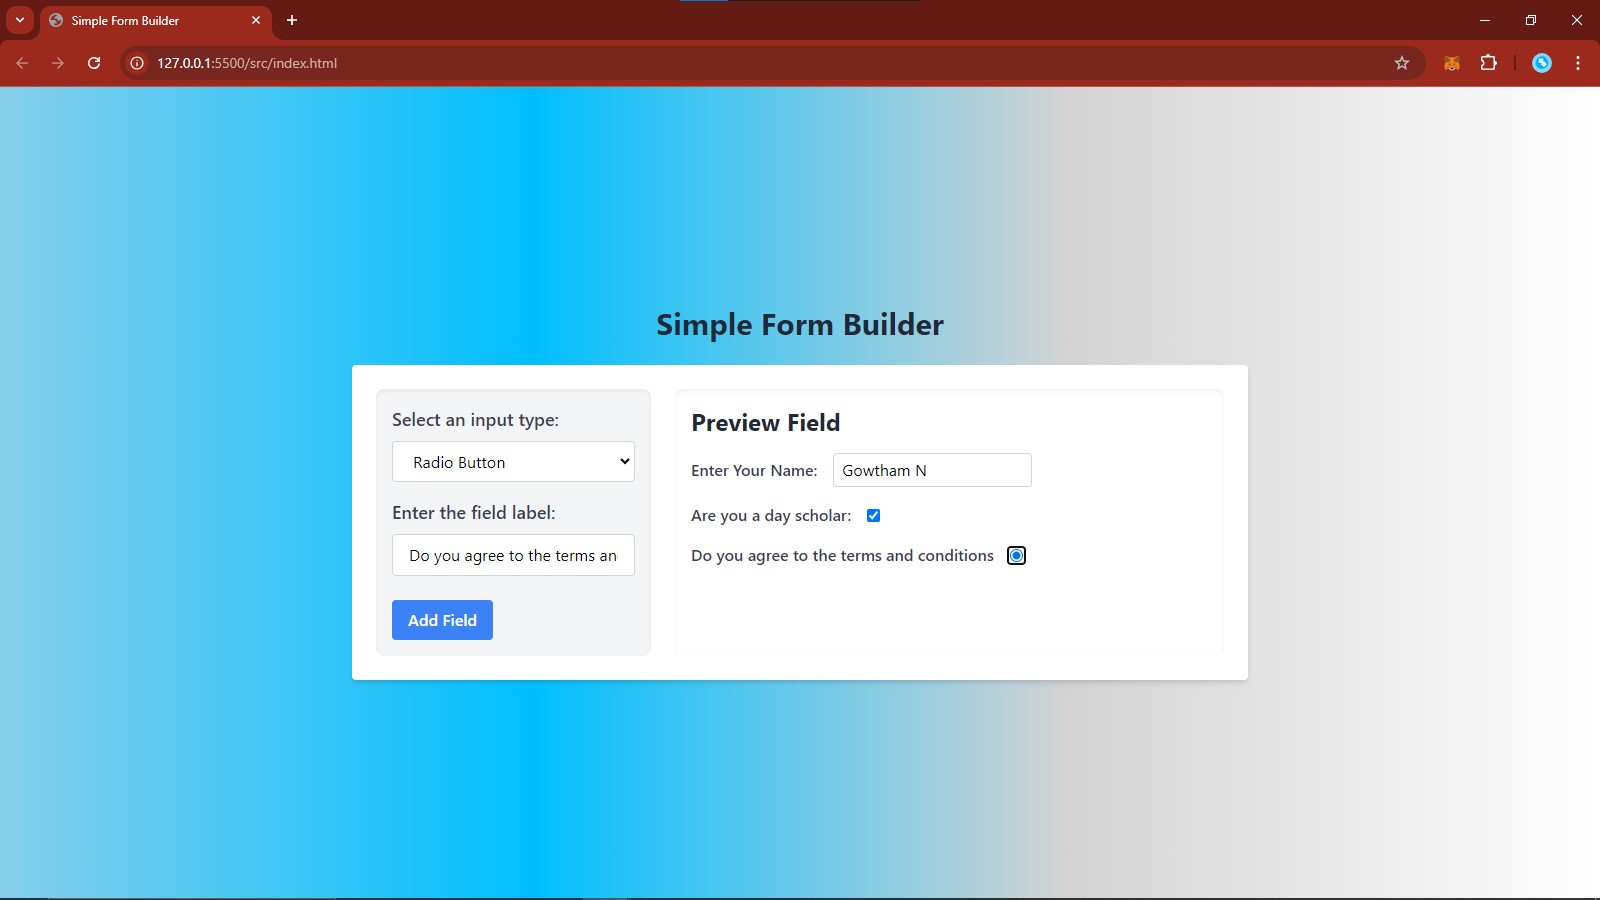 Simple Form Builder
127.0.0.1:5500/src/index.html
Simple Form Builder
Select an input type:
Radio Button
Enter the field label:
Do you agree to the terms an
Add Field
Preview Field
Enter Your Name: Gowtham N
Are you a day scholar:
Do you agree to the terms and conditions